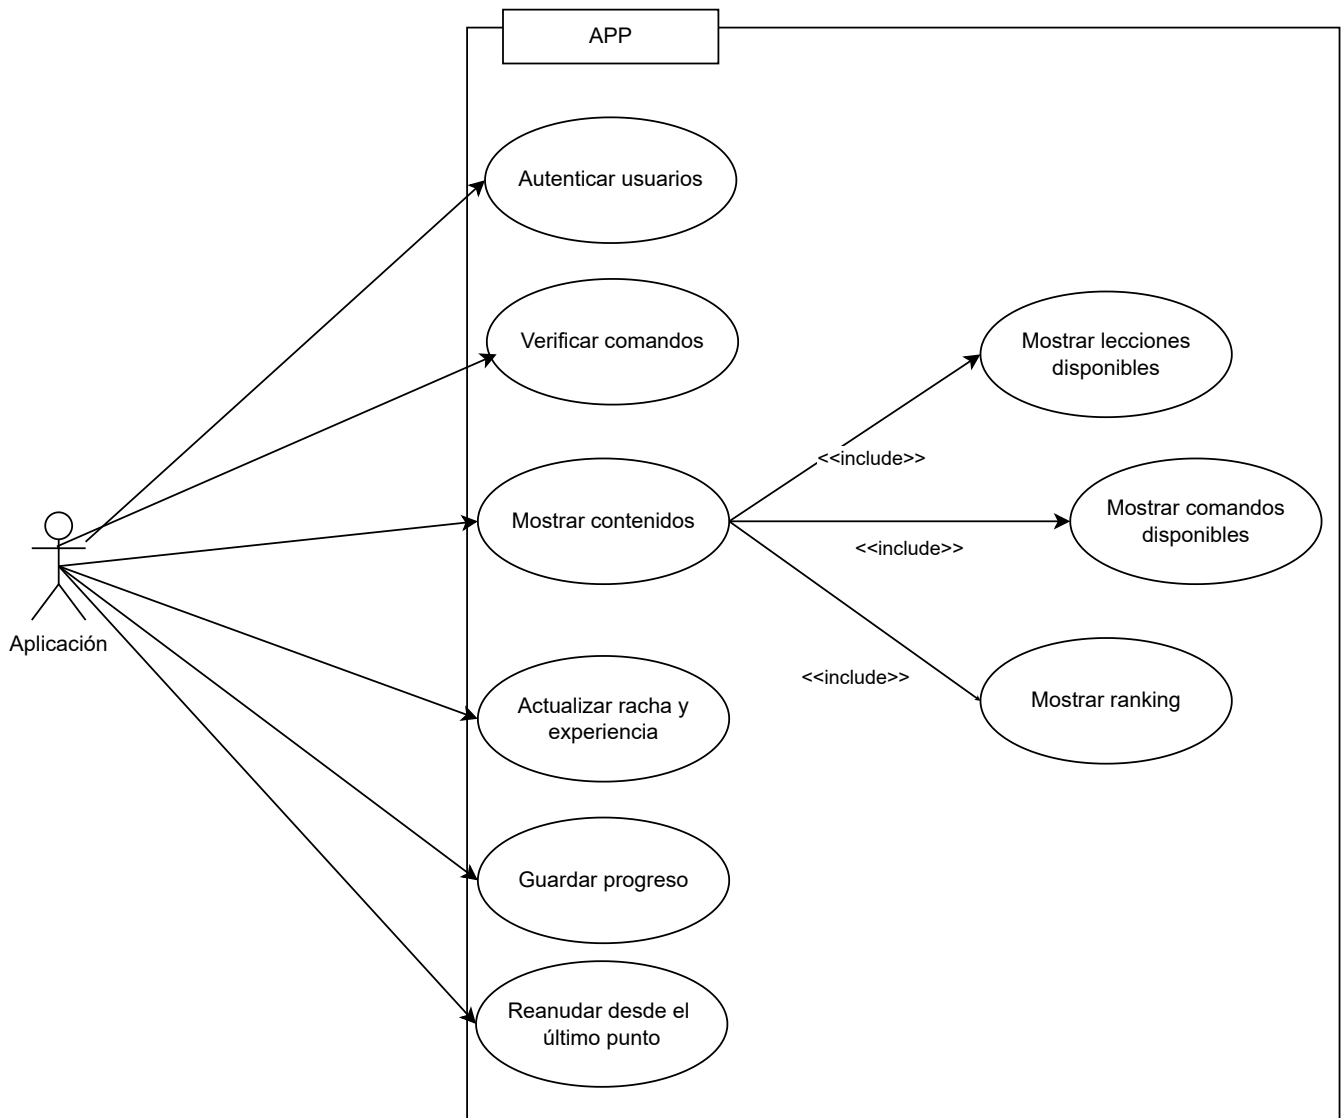 APP
Autenticar usuarios
Verificar comandos
Mostrar lecciones
disponibles
<<include>>
Mostrar contenidos
Mostrar comandos
disponibles
<<include>>
Aplicación
<<include>>
Mostrar ranking
Actualizar racha y
experiencia
Guardar progreso
Reanudar desde el
último punto